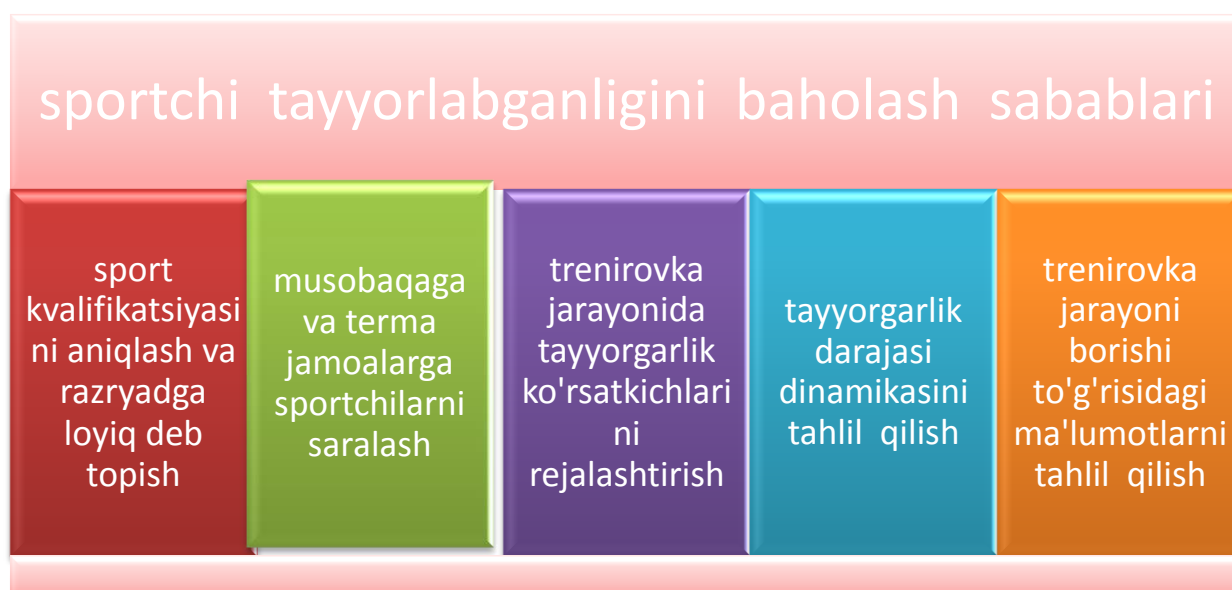 sportchi tayyorlabganligini baholash sabablari
sport
kvalifikatsiyasi
ni aniqlash va
razryadga
loyiq deb
topish
musobaqaga
va terma
jamoalarga
sportchilarni
saralash
trenirovka
jarayonida
tayyorgarlik
ko'rsatkichlari
ni
rejalashtirish
tayyorgarlik
darajasi
dinamikasini
tahlil qilish
trenirovka
jarayoni
borishi
to'g'risidagi
ma'lumotlarni
tahlil qilish